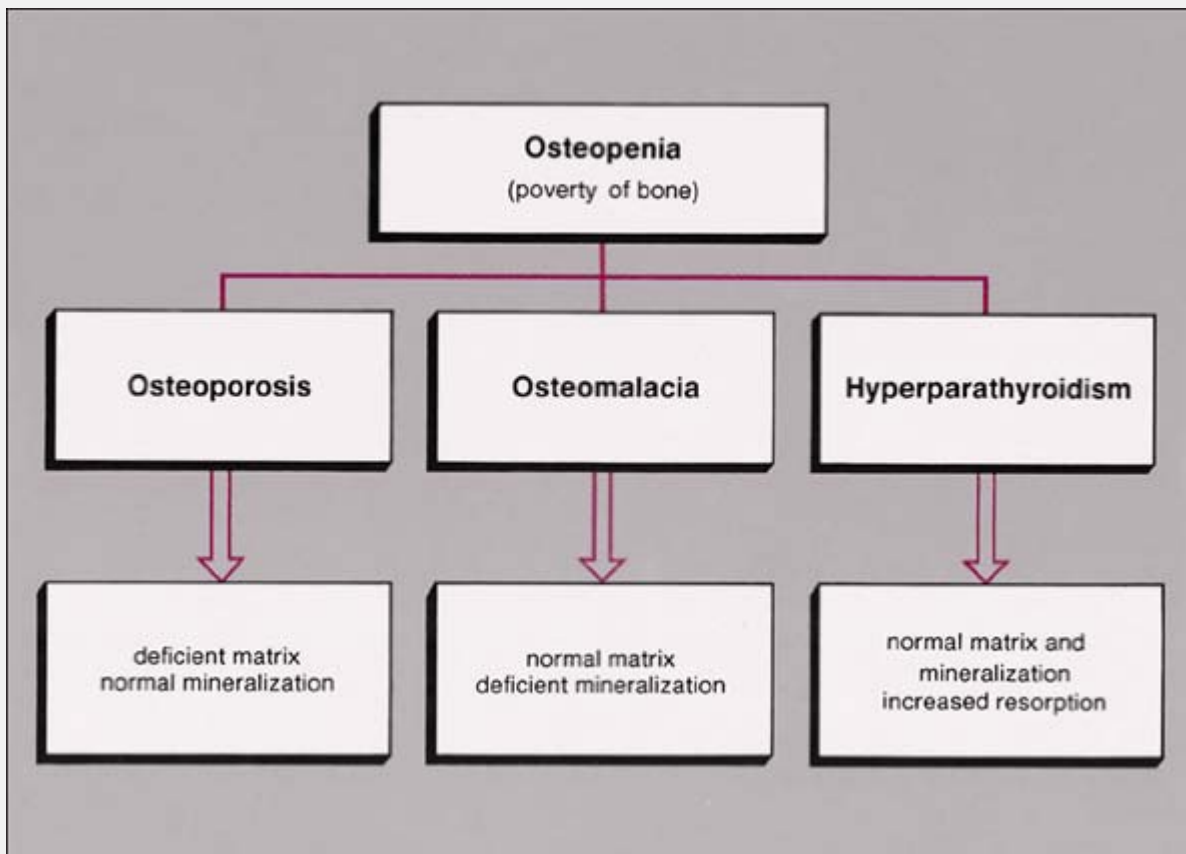 Osteopenia
(poverty of bone)
Osteoporosis
Osteomalacia
Hyperparathyroidism
deficient matrix
normal mineralization
normal matrix
deficient mineralization
normal matrix and
mineralization
increased resorption